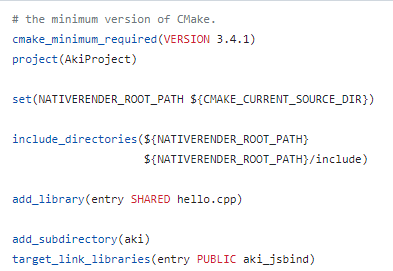 # the minimum version of CMake.
cmake_minimum_required(VERSION 3.4.1)
project(AkiProject)
set(NATIVERENDER_ROOT_PATH ${CMAKE_CURRENT_SOURCE_DIR})
include_directories(${NATIVERENDER_ROOT_PATH}
${NATIVERENDER_ROOT_PATH}/include)
add_library(entry SHARED hello.cpp)
add_subdirectory(aki)
target_link_libraries(entry PUBLIC aki_jsbind)